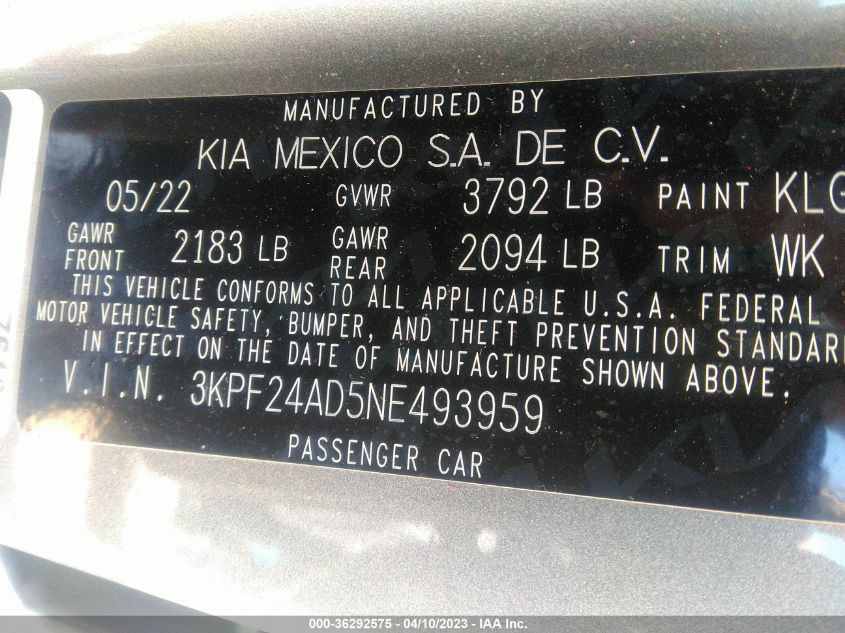 MANUFACTURED BY
KIA MEXICO S.A. DE C.V.
05/22 GVWR 3792 LB PAINT KLG
GAWR FRONT 2183 LB GAWR REAR 2094 LB TRIM WK
THIS VEHICLE CONFORMS TO ALL APPLICABLE U.S.A. FEDERAL
MOTOR VEHICLE SAFETY, BUMPER, AND THEFT PREVENTION STANDAR
IN EFFECT ON THE DATE OF MANUFACTURE SHOWN ABOVE.
V.I.N. 3KPF24AD5NE493959
PASSENGER CAR
000-36292575 - 04/10/2023 - IAA Inc.